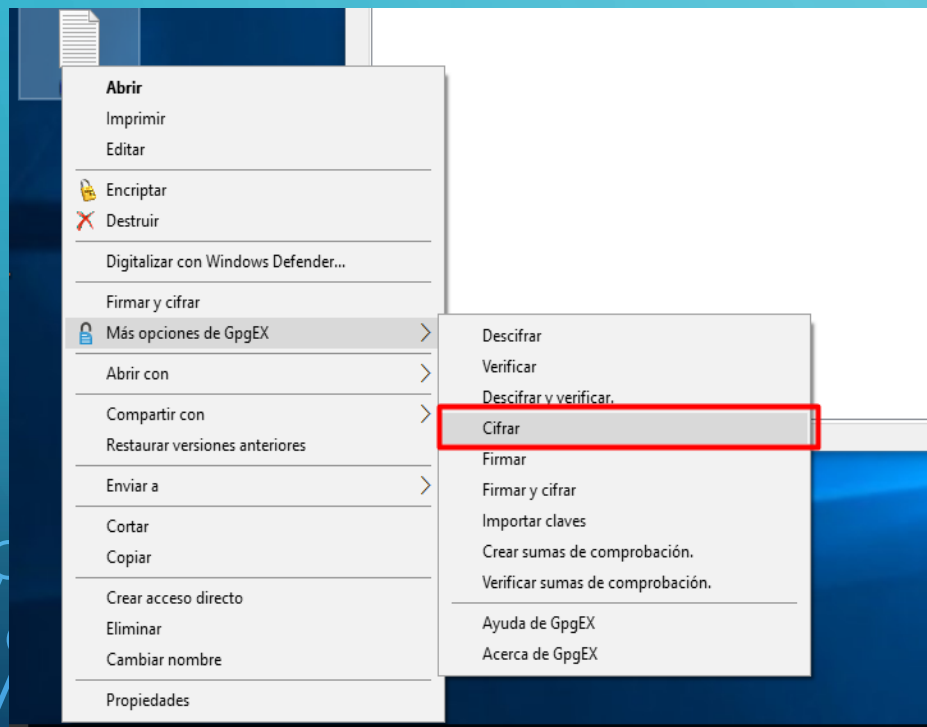 Abrir
Imprimir
Editar
Encriptar
Destruir
Digitalizar con Windows Defender...
Firmar y cifrar
Más opciones de GpgEX
Abrir con
Compartir con
Restaurar versiones anteriores
Enviar a
Cortar
Copiar
Crear acceso directo
Eliminar
Cambiar nombre
Propiedades
Descifrar
Verificar
Descifrar y verificar.
Cifrar
Firmar
Firmar y cifrar
Importar claves
Crear sumas de comprobación.
Verificar sumas de comprobación.
Ayuda de GpgEX
Acerca de GpgEX